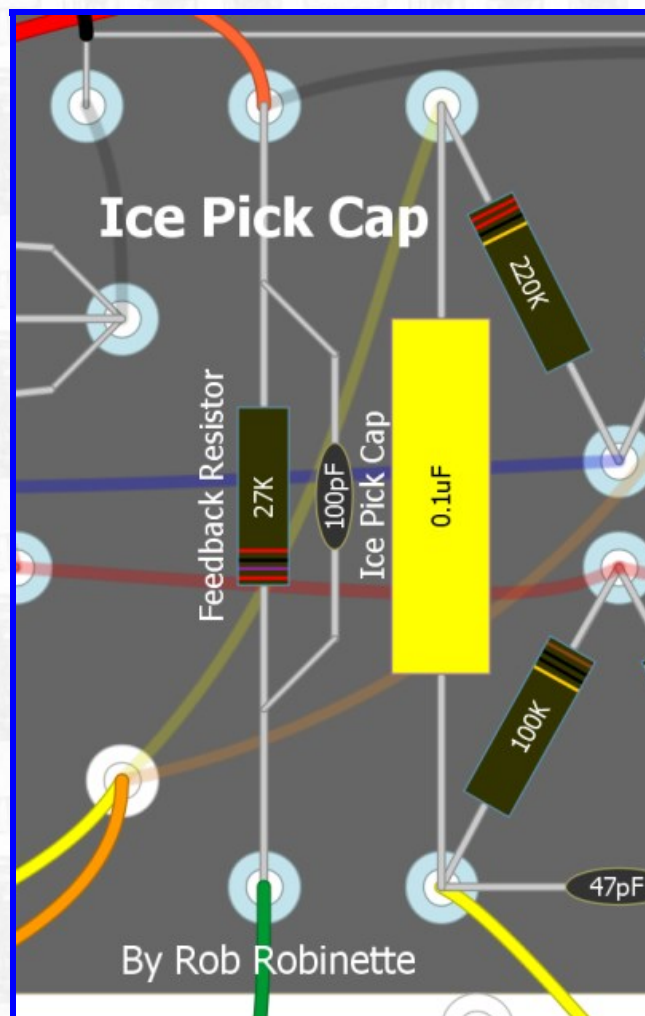 Ice Pick Cap
220K
Feedback Resistor
27K
100pF
Ice Pick Cap
0.1uF
100K
47pF
By Rob Robinette